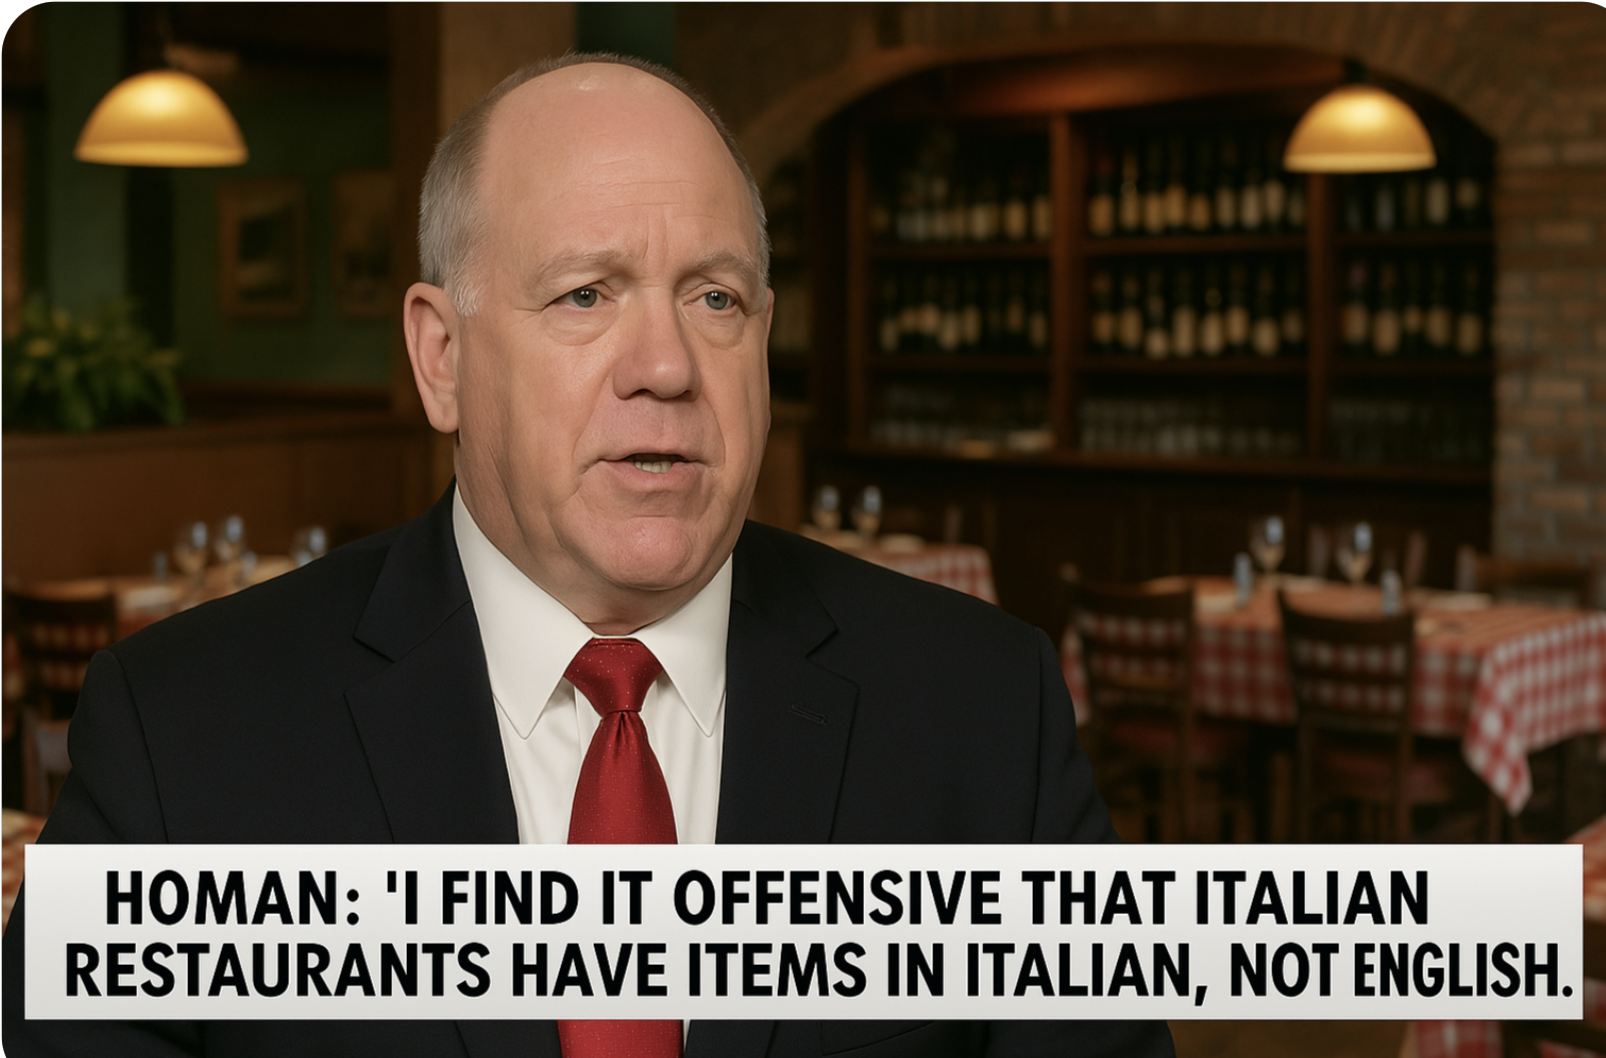 HOMAN: 'I FIND IT OFFENSIVE THAT ITALIAN
RESTAURANTS HAVE ITEMS IN ITALIAN, NOT ENGLISH.